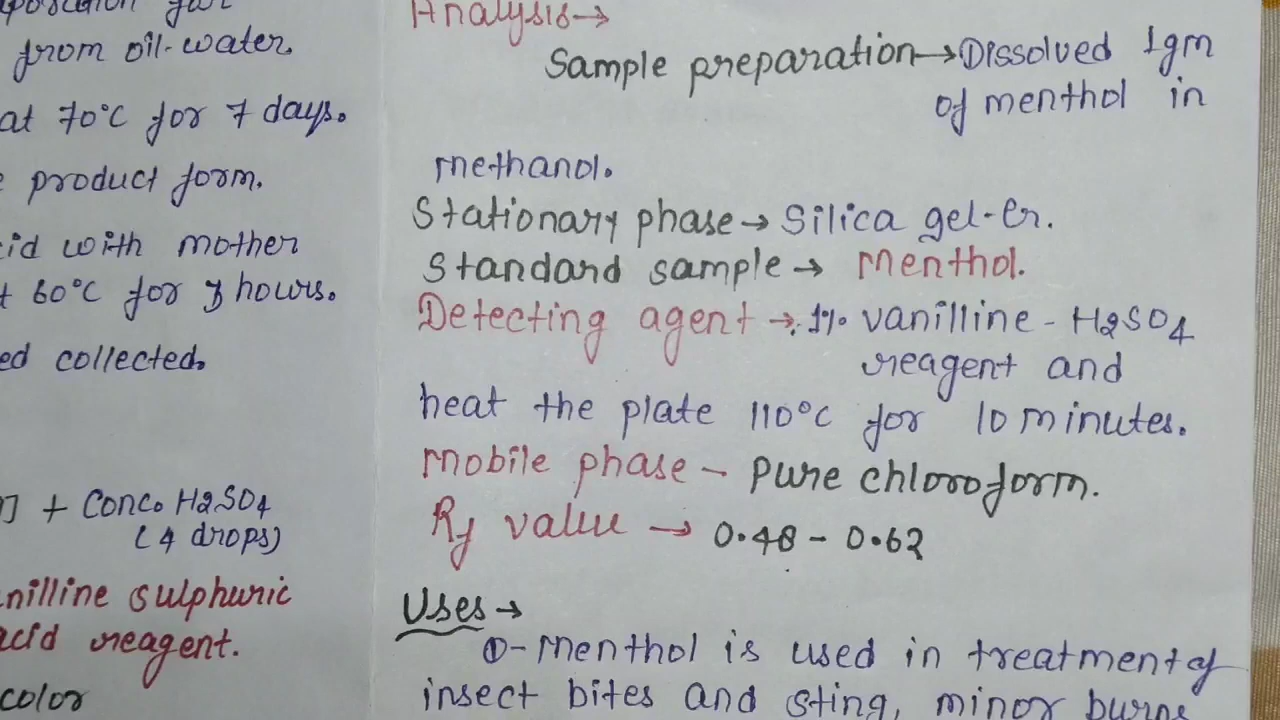 from oil-water.
at 70°C for 7 days.
product form.
with mother
60°C for hours.
collected.
+ Conc. H2SO4
(4 drops)
nilline sulphuric
acid reagent.
color
Analysis→
Sample preparation→Dissolved 1gm
of menthol in
methanol.
Stationary phase→ Silica gel-Gr.
Standard sample→ Menthol.
Detecting agent→ 1% vanilline-H2SO4
reagent and
heat the plate 110°C for 10 minutes.
Mobile phase - Pure chloroform.
Rf value → 0.48 - 0.62
Uses→
①-Menthol is used in treatment of
insect bites and sting, minor burns